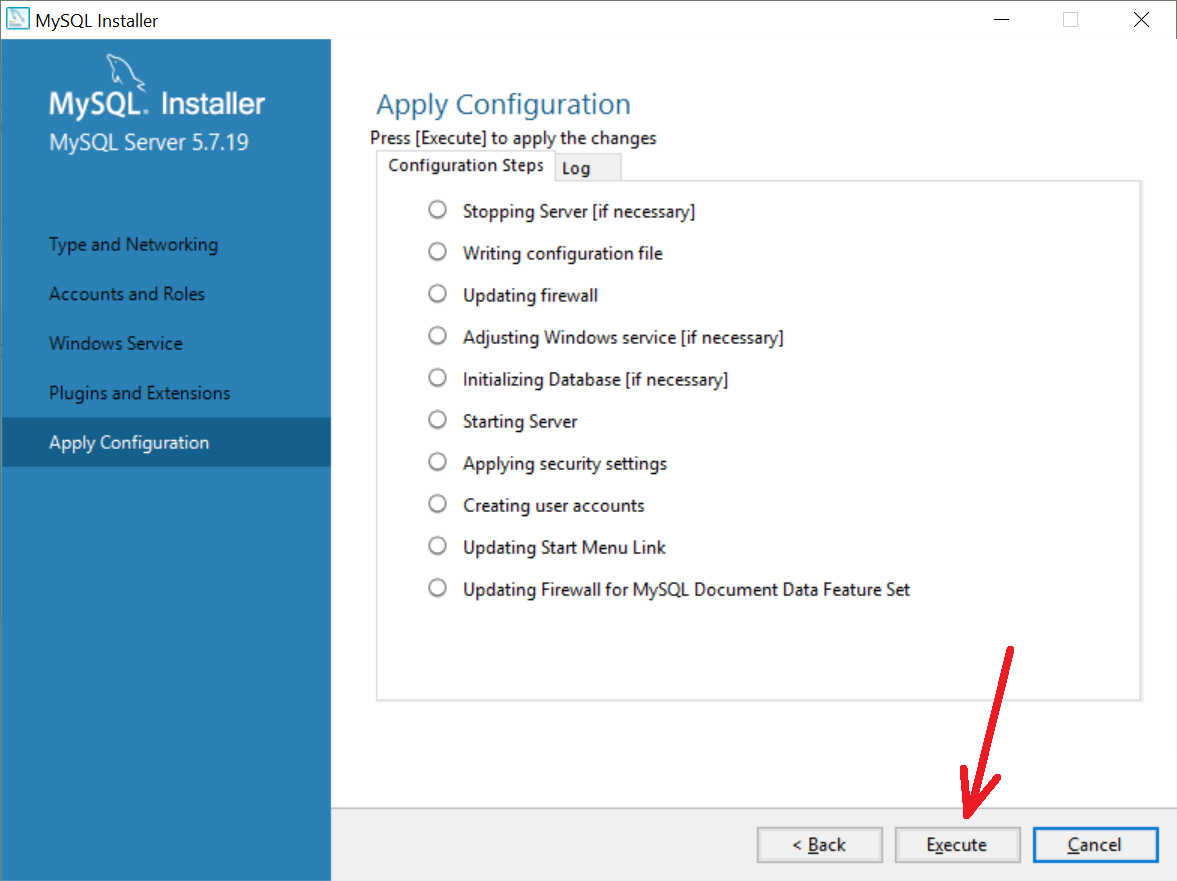 MySQL Installer
MySQL. Installer
MySQL Server 5.7.19
Type and Networking
Accounts and Roles
Windows Service
Plugins and Extensions
Apply Configuration
Apply Configuration
Press [Execute] to apply the changes
Configuration Steps Log
Stopping Server [if necessary]
Writing configuration file
Updating firewall
Adjusting Windows service [if necessary]
Initializing Database [if necessary]
Starting Server
Applying security settings
Creating user accounts
Updating Start Menu Link
Updating Firewall for MySQL Document Data Feature Set
< Back Execute Cancel